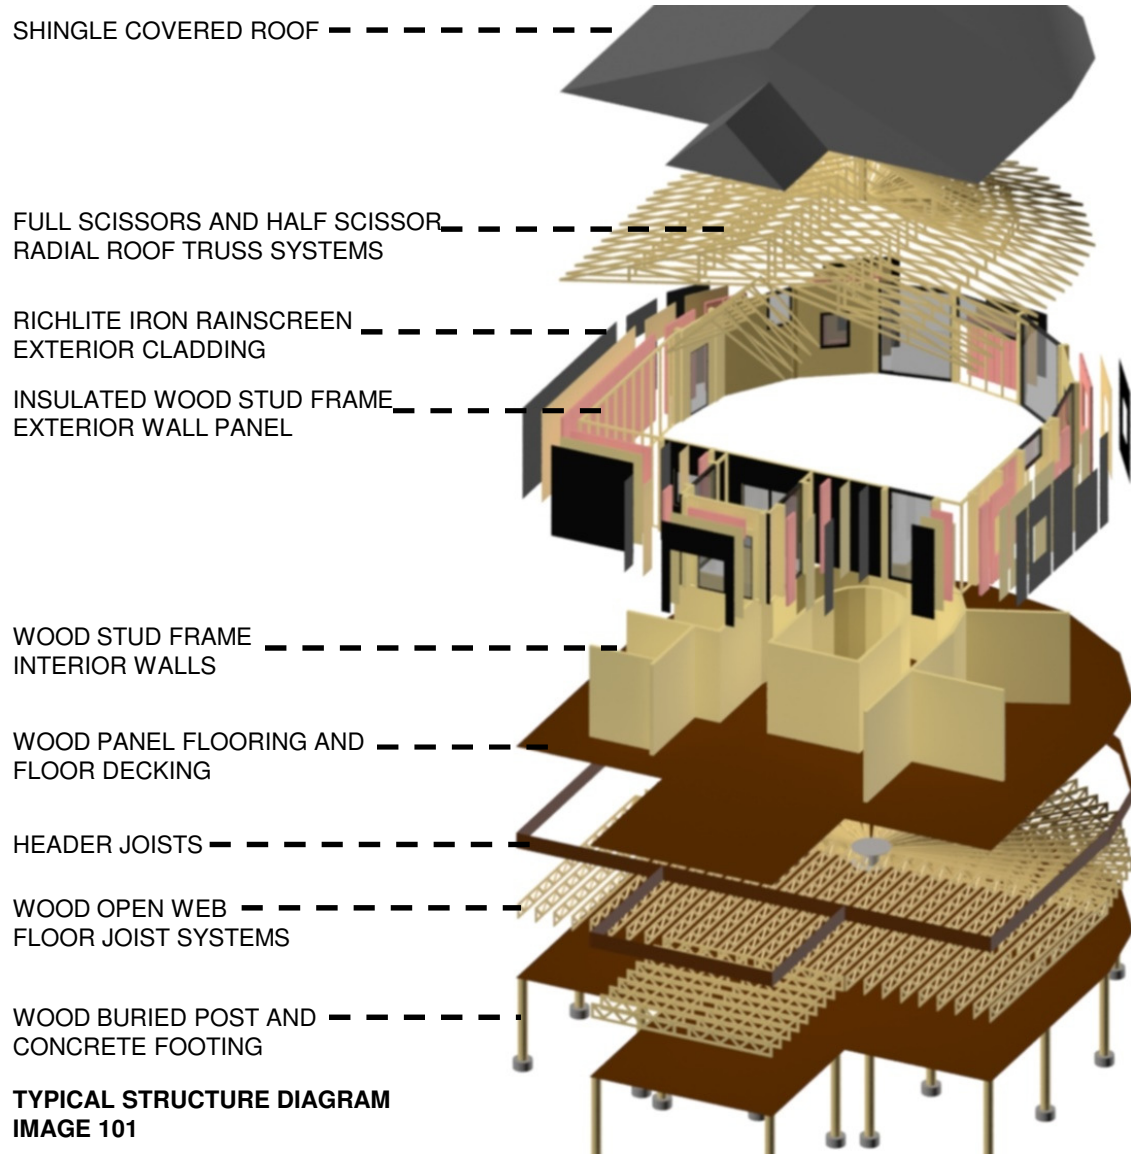 SHINGLE COVERED ROOF
FULL SCISSORS AND HALF SCISSOR
RADIAL ROOF TRUSS SYSTEMS
RICHLITE IRON RAINSCREEN
EXTERIOR CLADDING
INSULATED WOOD STUD FRAME
EXTERIOR WALL PANEL
WOOD STUD FRAME
INTERIOR WALLS
WOOD PANEL FLOORING AND
FLOOR DECKING
HEADER JOISTS
WOOD OPEN WEB
FLOOR JOIST SYSTEMS
WOOD BURIED POST AND
CONCRETE FOOTING
TYPICAL STRUCTURE DIAGRAM
IMAGE 101